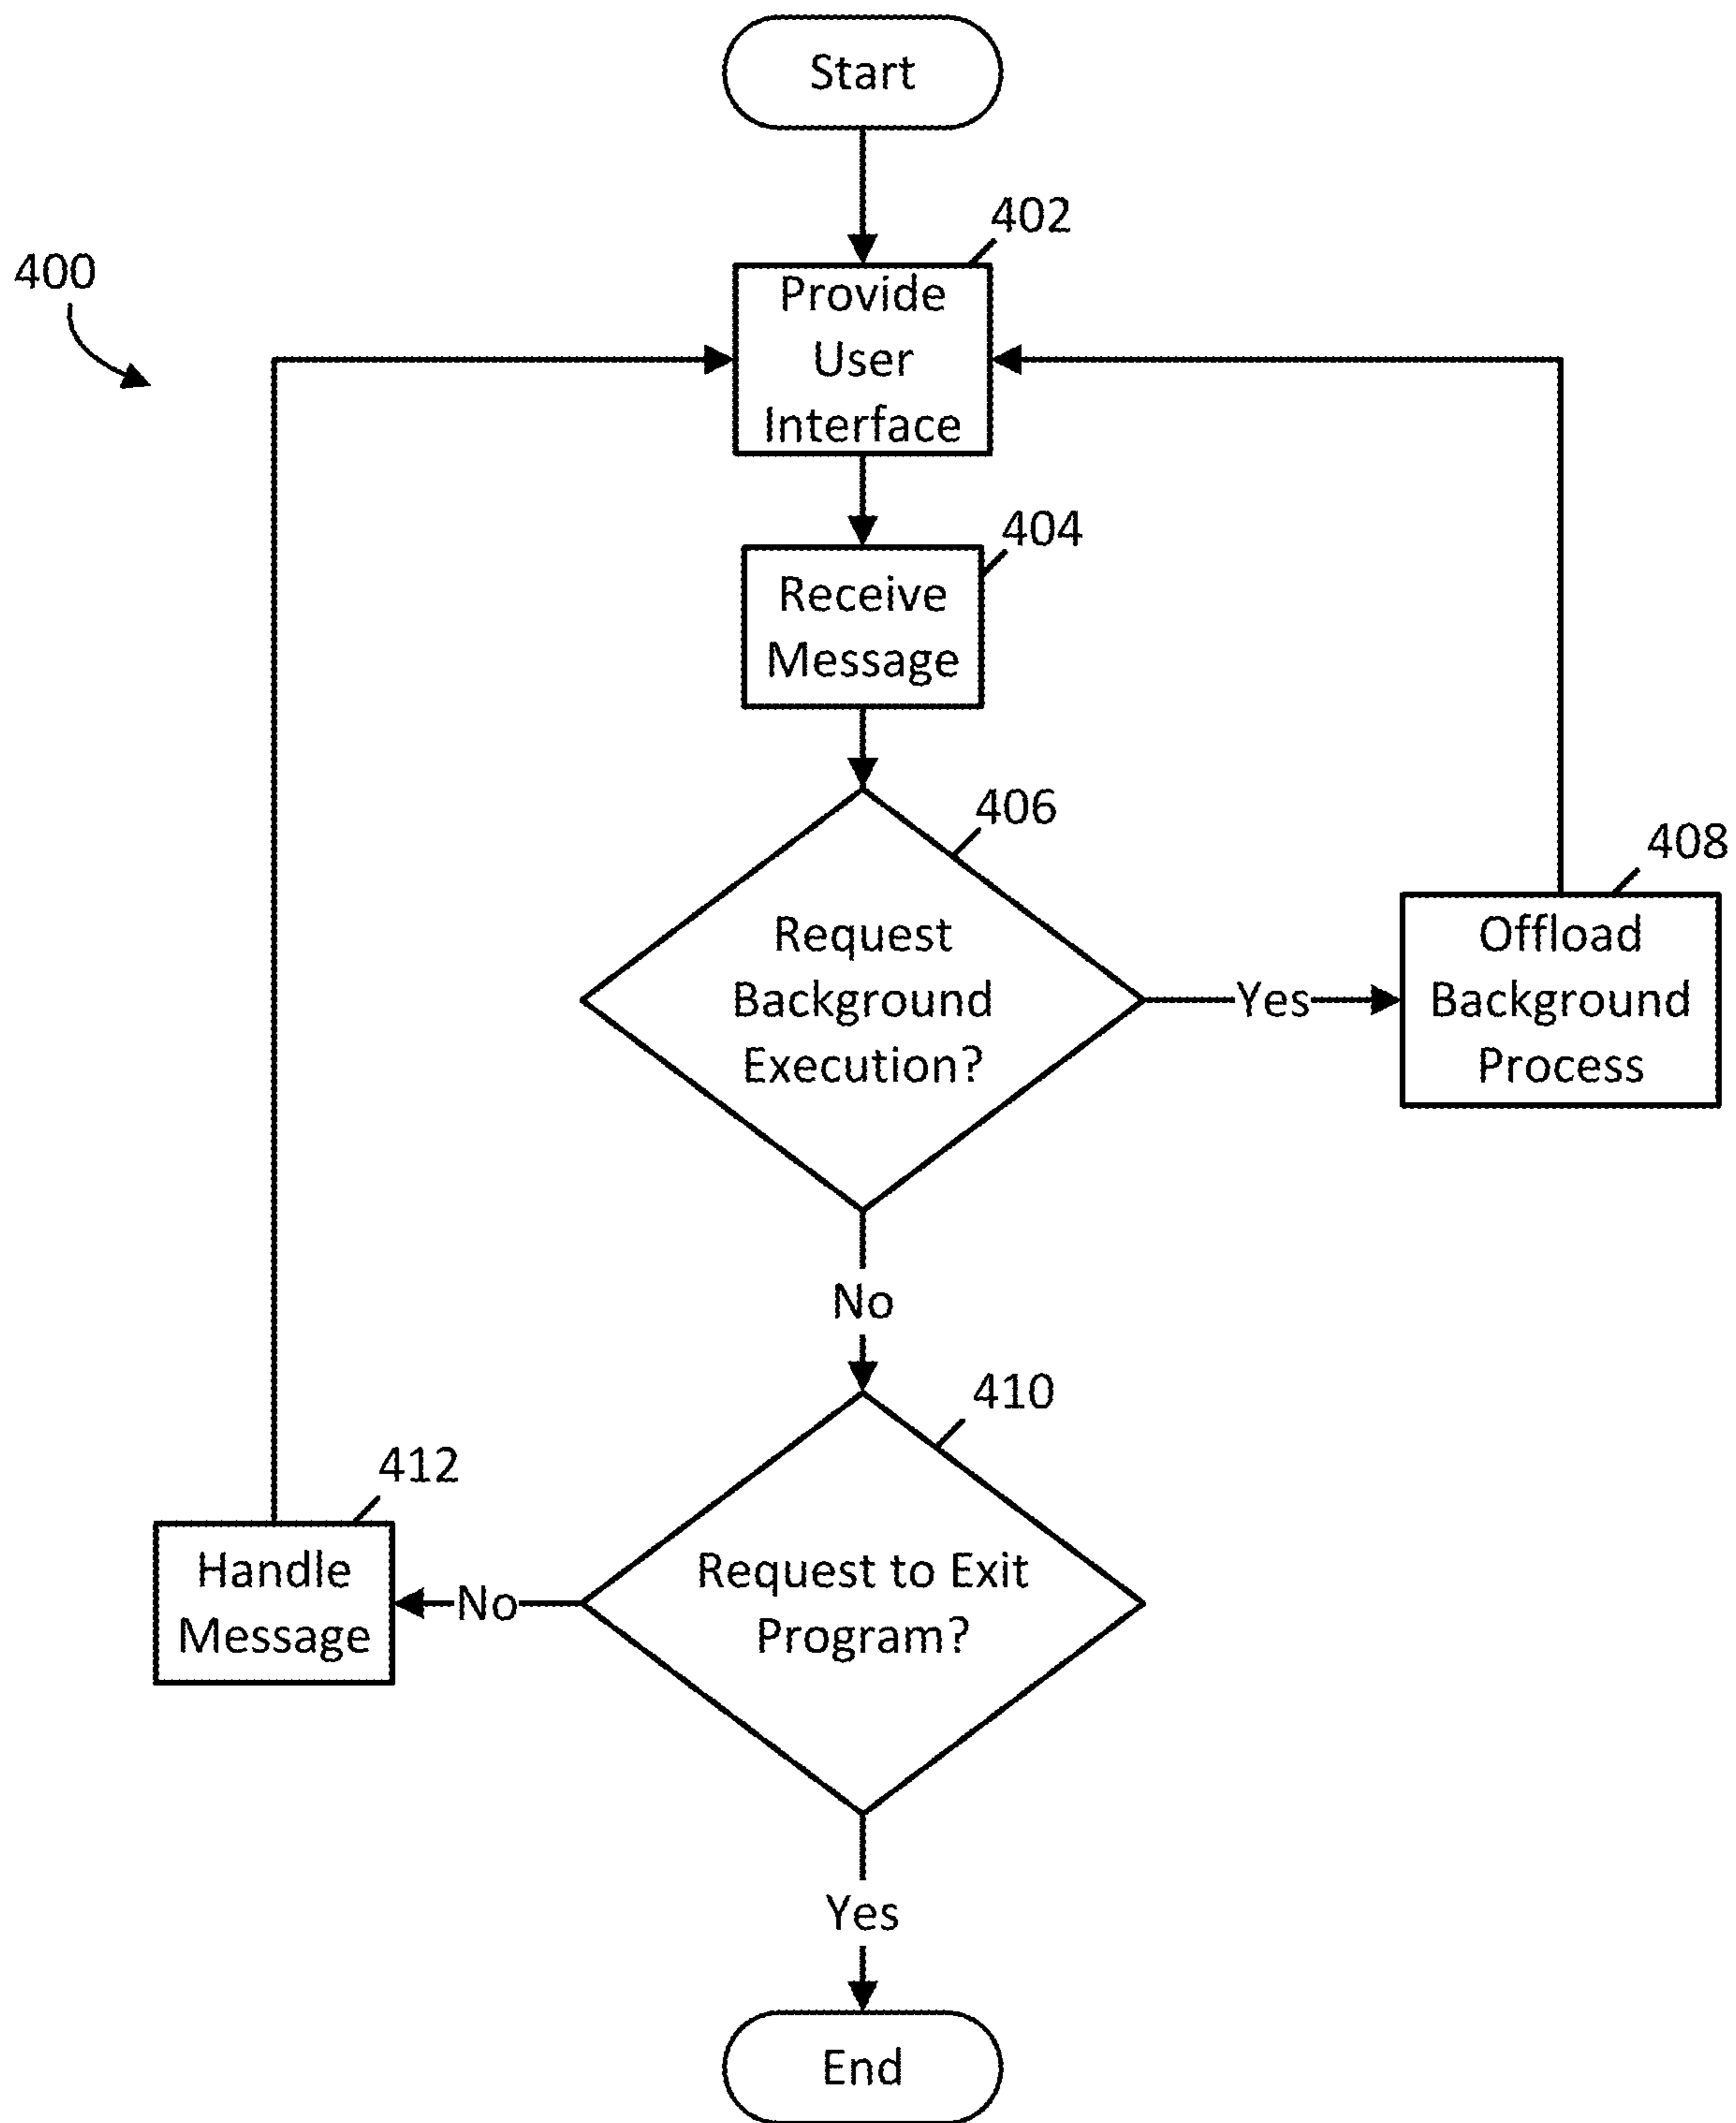 Start
402
400
Provide
User
Interface
404
Receive
Message
406
Request
Background
Execution?
Yes
408
Offload
Background
Process
No
410
Request to Exit
Program?
No
412
Handle
Message
Yes
End